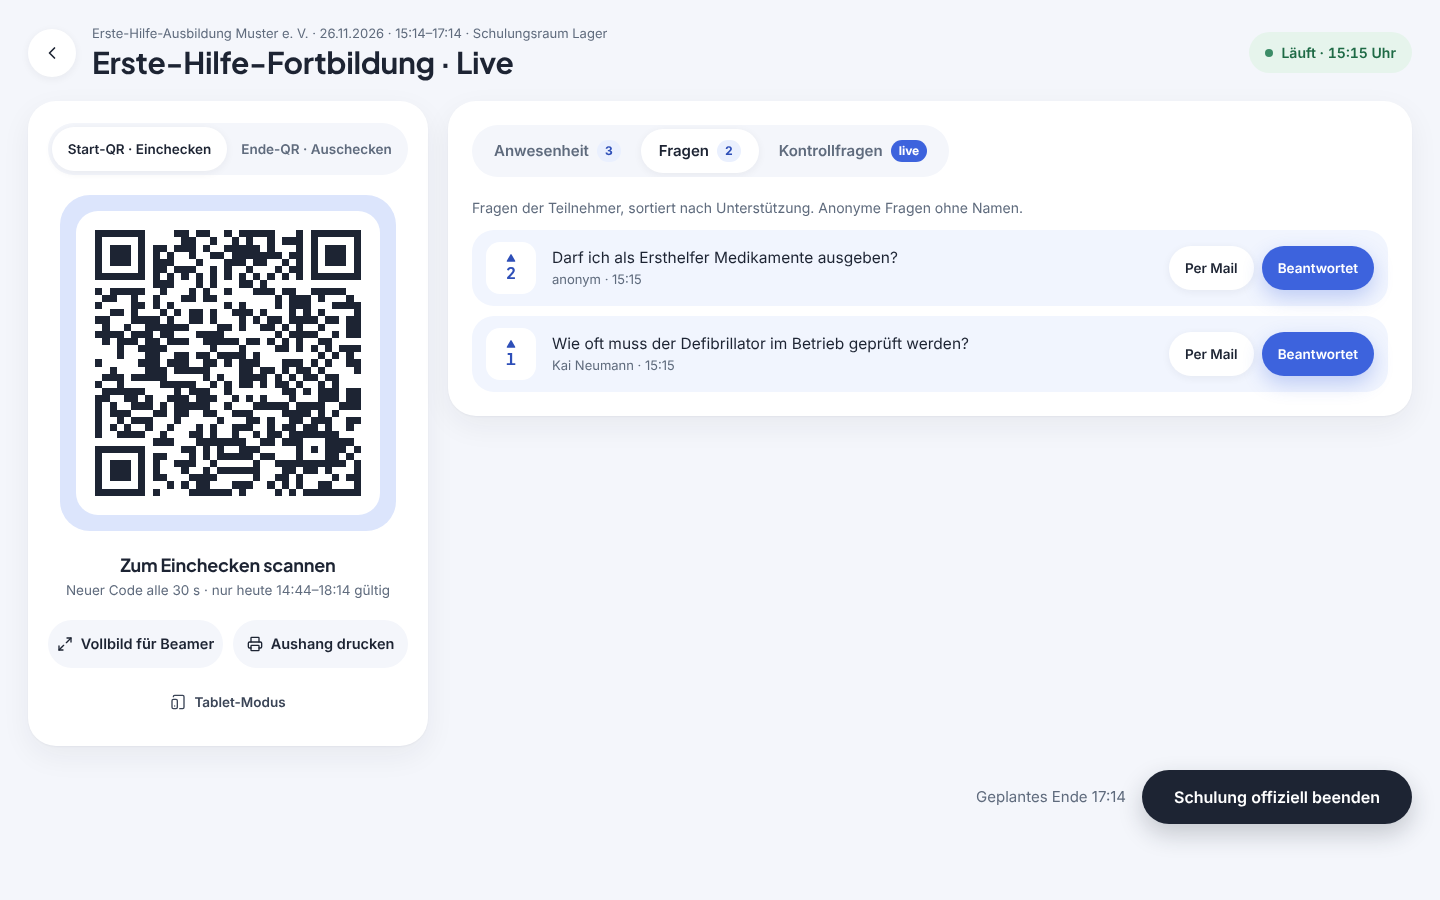 Erste-Hilfe-Ausbildung Muster e. V. · 26.11.2026 · 15:14–17:14 · Schulungsraum Lager
Erste-Hilfe-Fortbildung · Live
Läuft · 15:15 Uhr
Start-QR · Einchecken
Ende-QR · Auschecken
Zum Einchecken scannen
Neuer Code alle 30 s · nur heute 14:44–18:14 gültig
Vollbild für Beamer
Aushang drucken
Tablet-Modus
Anwesenheit 3
Fragen 2
Kontrollfragen live
Fragen der Teilnehmer, sortiert nach Unterstützung. Anonyme Fragen ohne Namen.
▲
2
Darf ich als Ersthelfer Medikamente ausgeben?
anonym · 15:15
Per Mail
Beantwortet
▲
1
Wie oft muss der Defibrillator im Betrieb geprüft werden?
Kai Neumann · 15:15
Per Mail
Beantwortet
Geplantes Ende 17:14
Schulung offiziell beenden